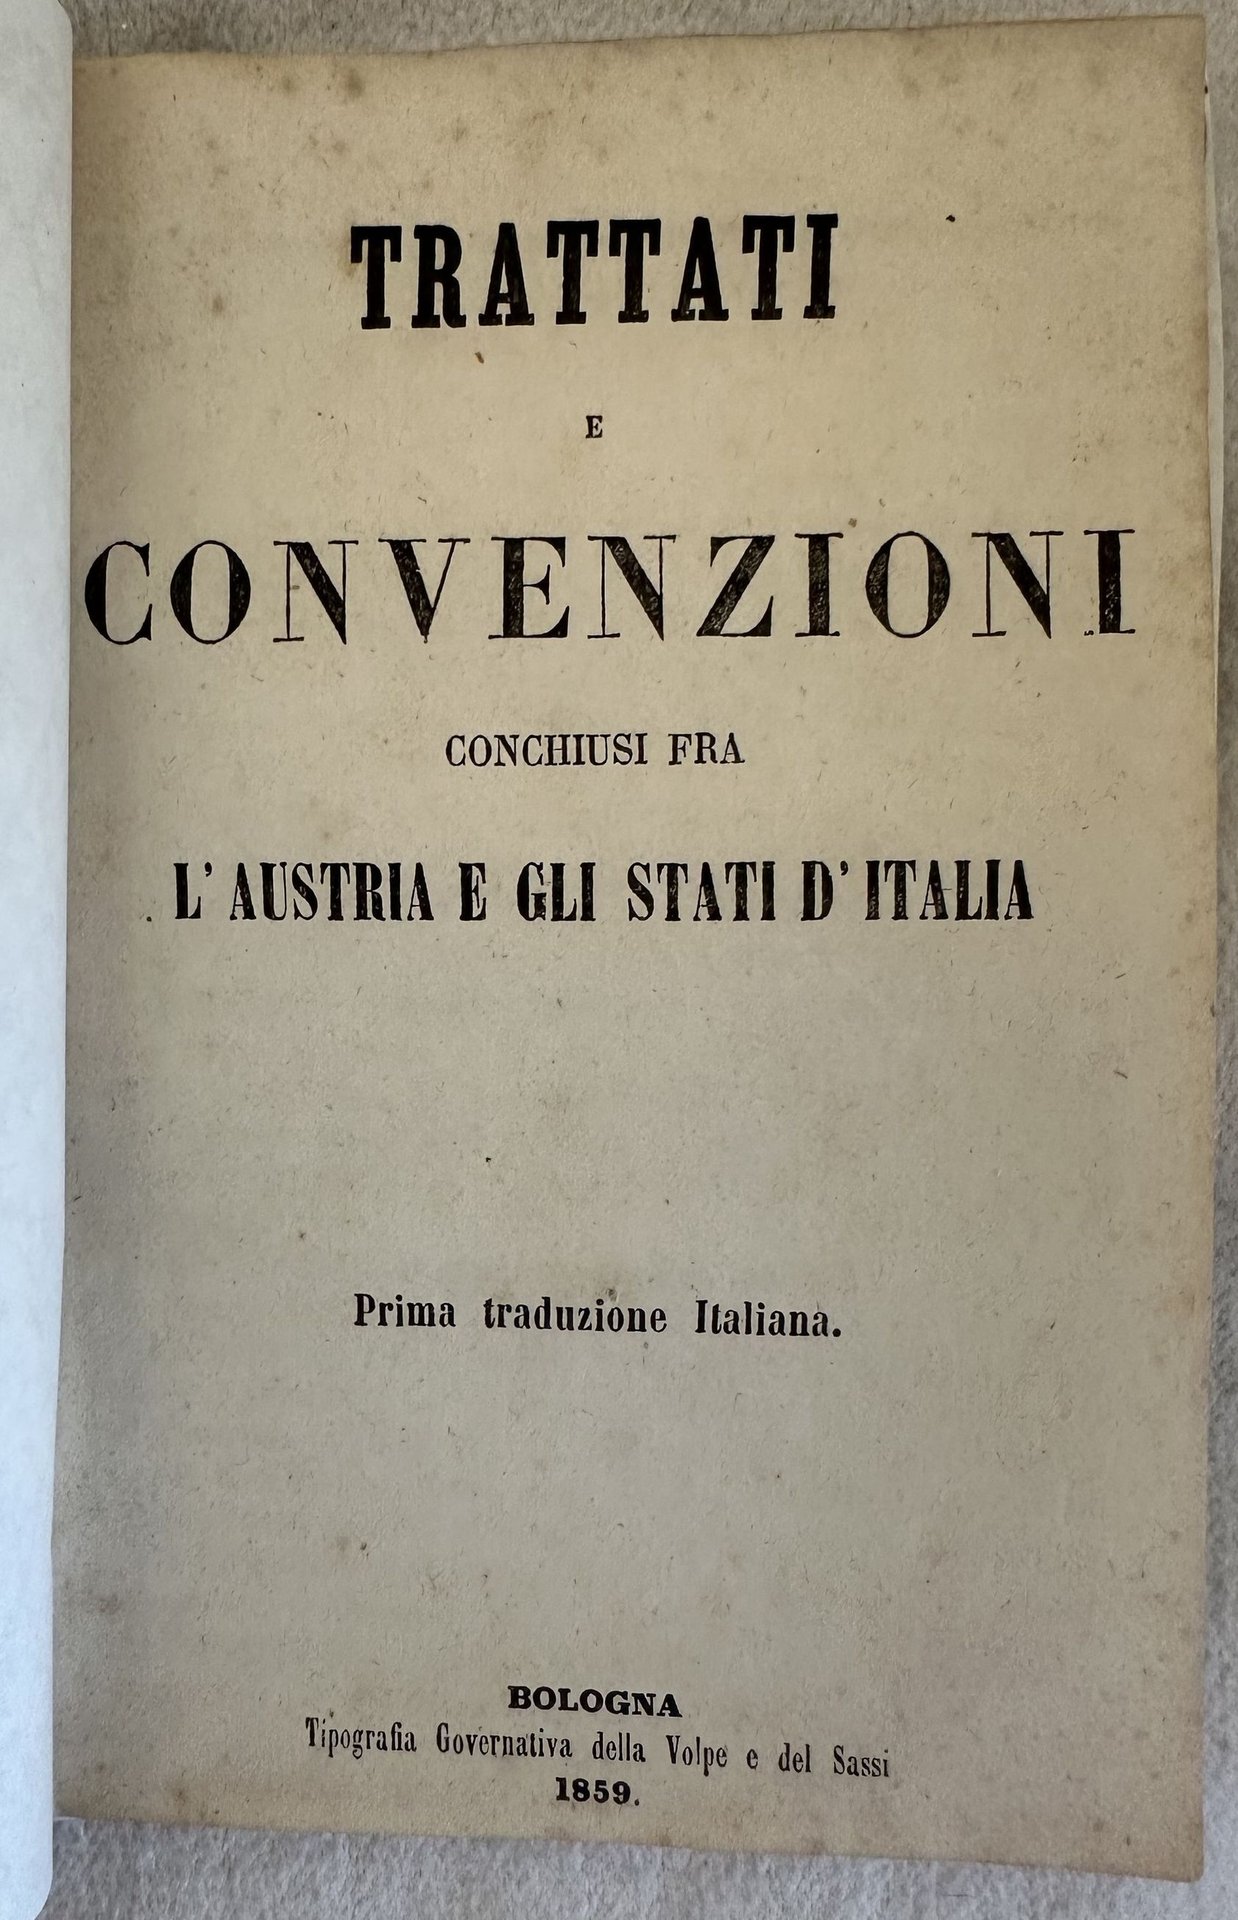 TRATTATI
E
CONVENZIONI
CONCHIUSI FRA
L' AUSTRIA E GLI STATI D' ITALIA
Prima traduzione Italiana.
BOLOGNA
Tipografia Governativa della Volpe e del Sassi
1859.